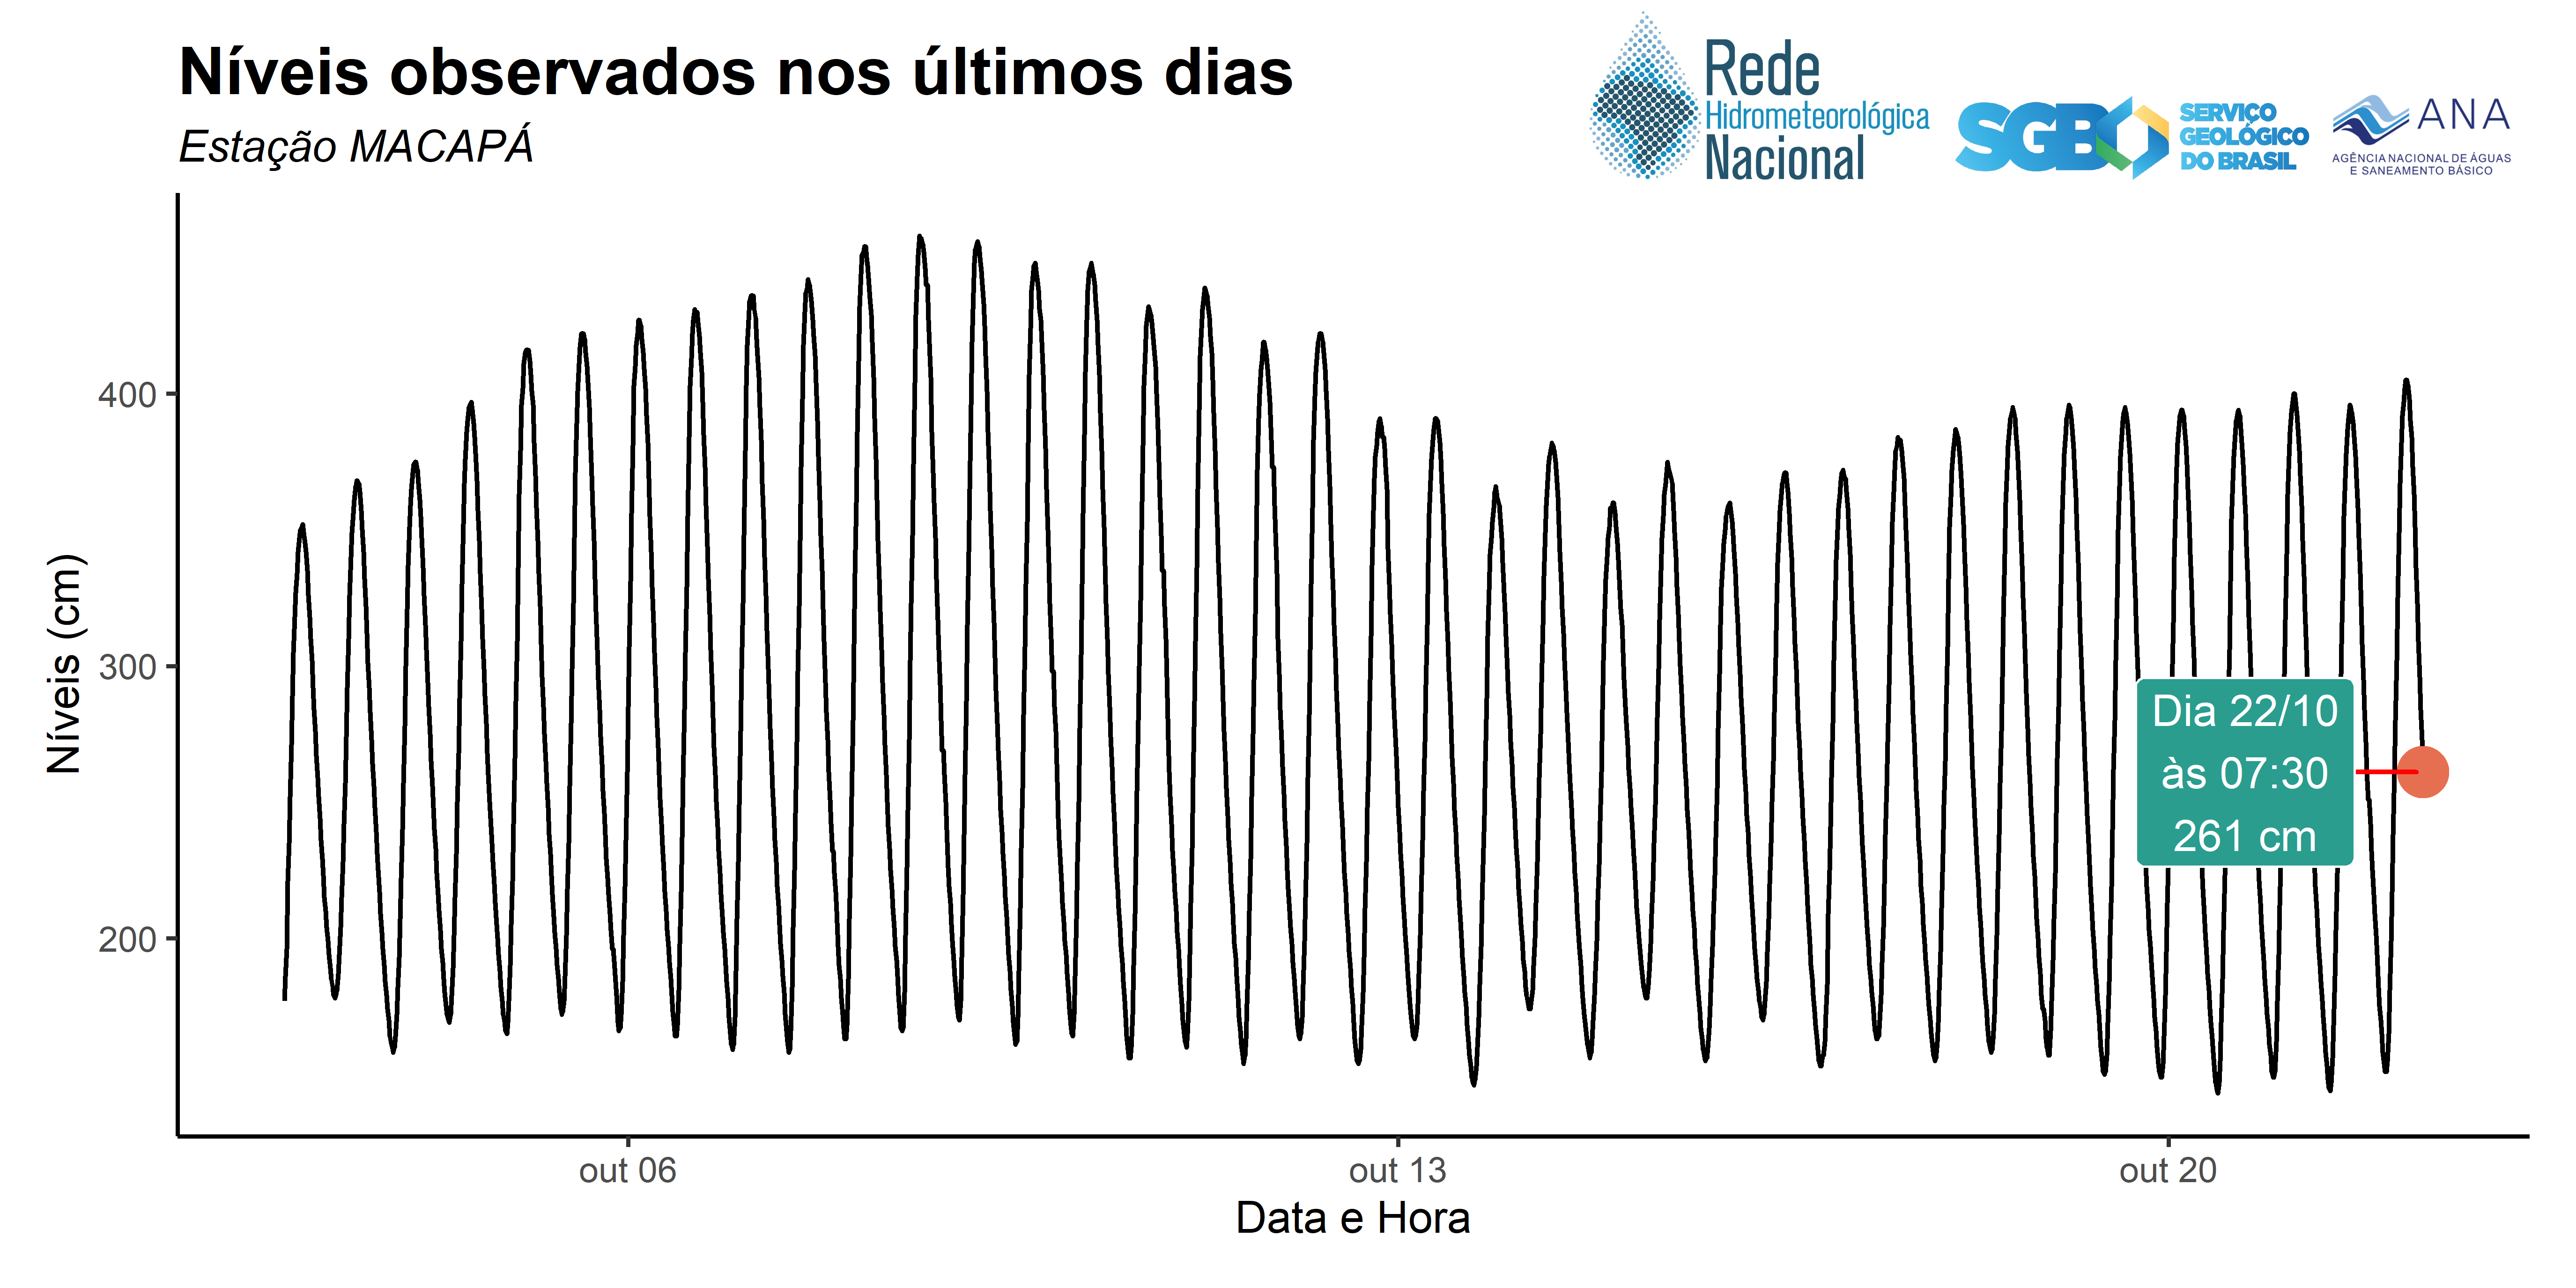 Níveis observados nos últimos dias
Estação MACAPÁ
Rede
Hidrometeorológica
Nacional
SGB
SERVIÇO
GEOLÓGICO
DO BRASIL
ANA
AGÊNCIA NACIONAL DE ÁGUAS
E SANEAMENTO BÁSICO
Níveis (cm)
400
300
200
Dia 22/10
às 07:30
261 cm
out 06
out 13
out 20
Data e Hora